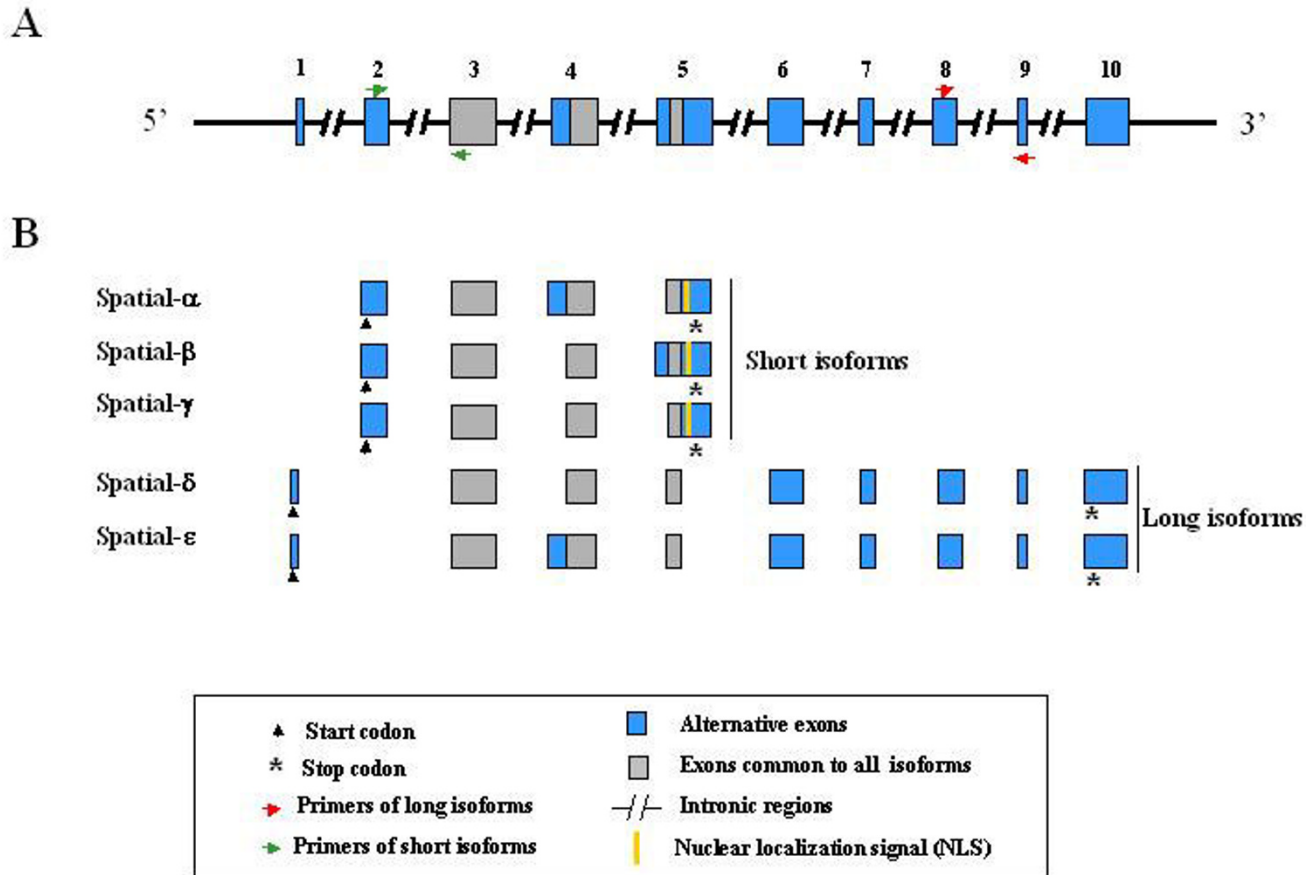 A
1 2 3 4 5 6 7 8 9 10
5’ 3’
B
Spatial-α
*
Spatial-β
Short isoforms
*
Spatial-γ
*
Spatial-δ
* Long isoforms
Spatial-ε
*
Start codon Alternative exons
* Stop codon Exons common to all isoforms
Primers of long isoforms Intronic regions
Primers of short isoforms Nuclear localization signal (NLS)